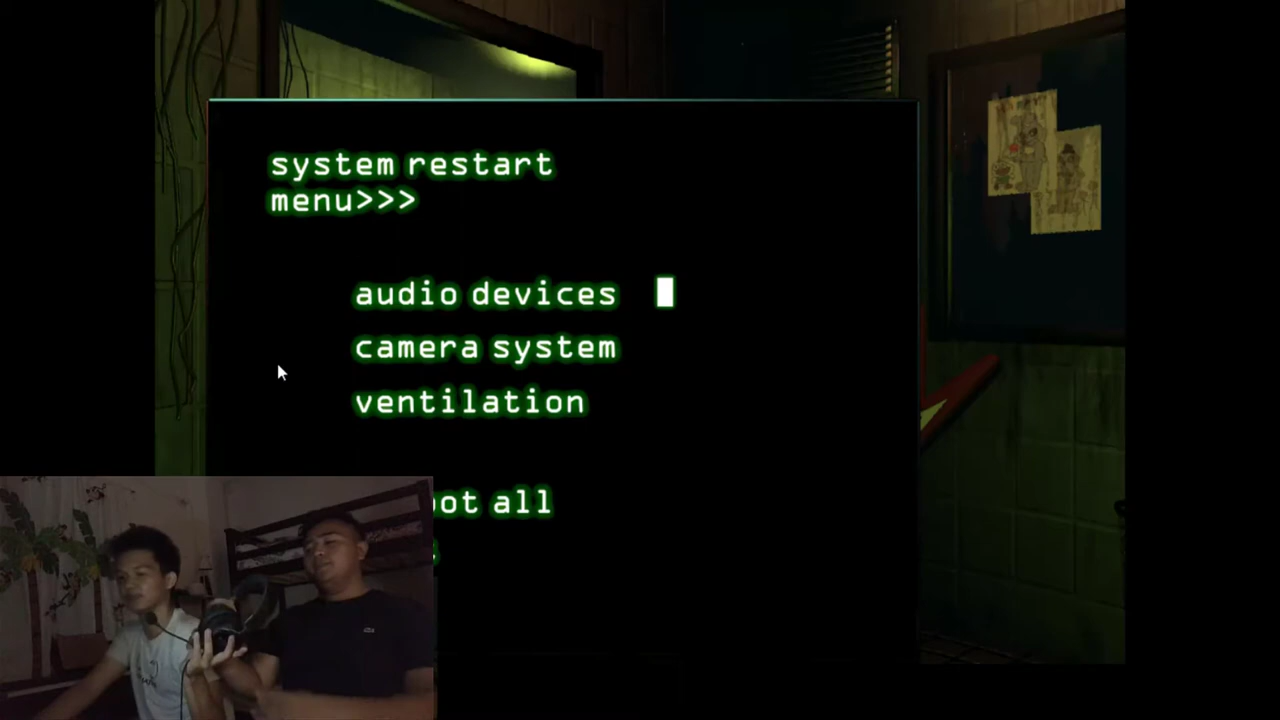 system restart
menu>>>
audio devices
camera system
ventilation
oot all